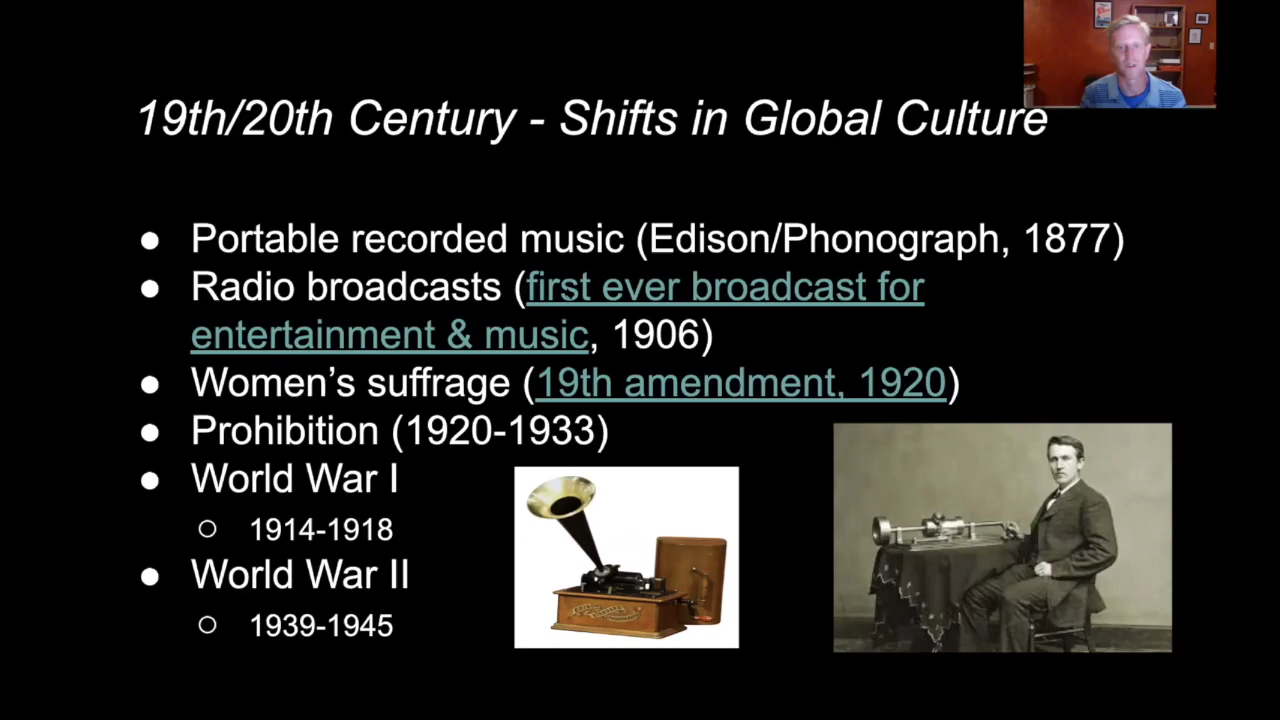 19th/20th Century - Shifts in Global Culture
● Portable recorded music (Edison/Phonograph, 1877)
● Radio broadcasts (first ever broadcast for
entertainment & music, 1906)
● Women’s suffrage (19th amendment, 1920)
● Prohibition (1920-1933)
● World War I
○ 1914-1918
● World War II
○ 1939-1945